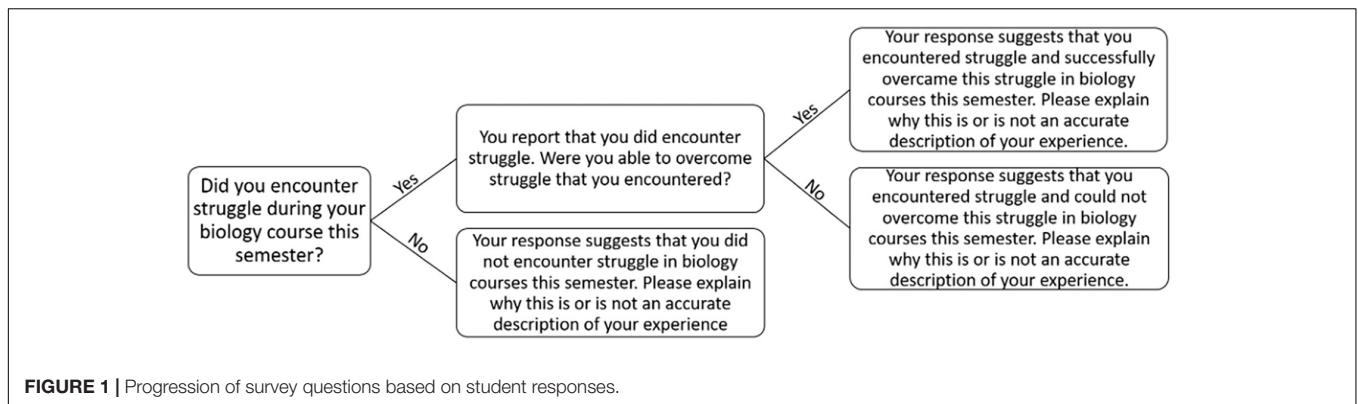 Did you encounter
struggle during your
biology course this
semester?
Yes
No
You report that you did encounter
struggle. Were you able to overcome
struggle that you encountered?
Your response suggests that you did
not encounter struggle in biology
courses this semester. Please explain
why this is or is not an accurate
description of your experience
Yes
No
Your response suggests that you
encountered struggle and successfully
overcame this struggle in biology
courses this semester. Please explain
why this is or is not an accurate
description of your experience.
Your response suggests that you
encountered struggle and could not
overcome this struggle in biology
courses this semester. Please explain
why this is or is not an accurate
description of your experience.
FIGURE 1 | Progression of survey questions based on student responses.